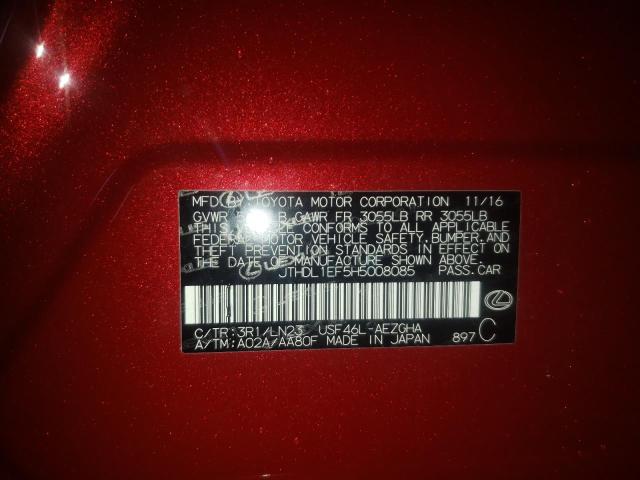 MFD. BY TOYOTA MOTOR CORPORATION 11/16
GVWR LB GAWR FR 3055LB RR 3055LB
THIS VEHICLE CONFORMS TO ALL APPLICABLE
FEDERAL MOTOR VEHICLE SAFETY, BUMPER, AND
THEFT PREVENTION STANDARDS IN EFFECT ON
THE DATE OF MANUFACTURE SHOWN ABOVE.
JTHDL1EF5H5008085 PASS.CAR
C/TR:3R1/LN23 USF46L-AEZGHA
A/TM:A02A/AA80F MADE IN JAPAN 897 C